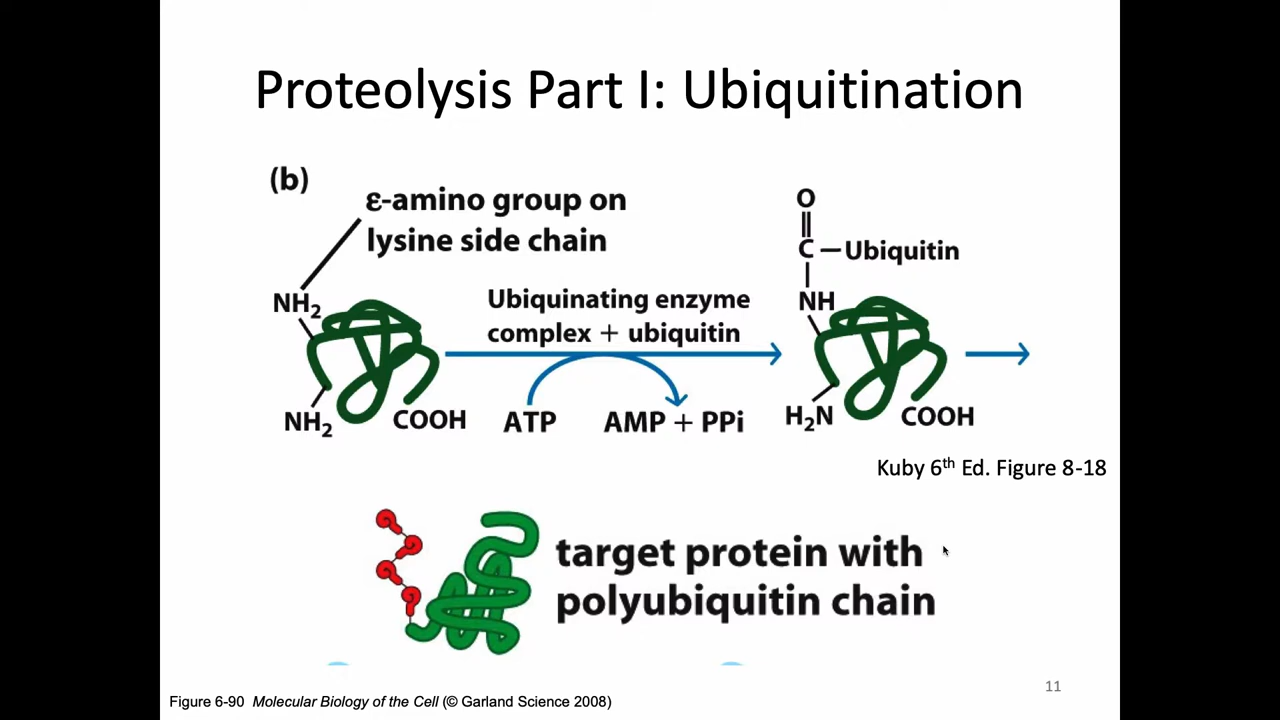 Proteolysis Part I: Ubiquitination
(b)
ε-amino group on
lysine side chain
NH₂
NH₂
COOH
Ubiquinating enzyme
complex + ubiquitin
ATP
AMP + PPi
O
C
Ubiquitin
NH
H₂N
COOH
Kuby 6th Ed. Figure 8-18
target protein with
polyubiquitin chain
Figure 6-90 Molecular Biology of the Cell (© Garland Science 2008)
11